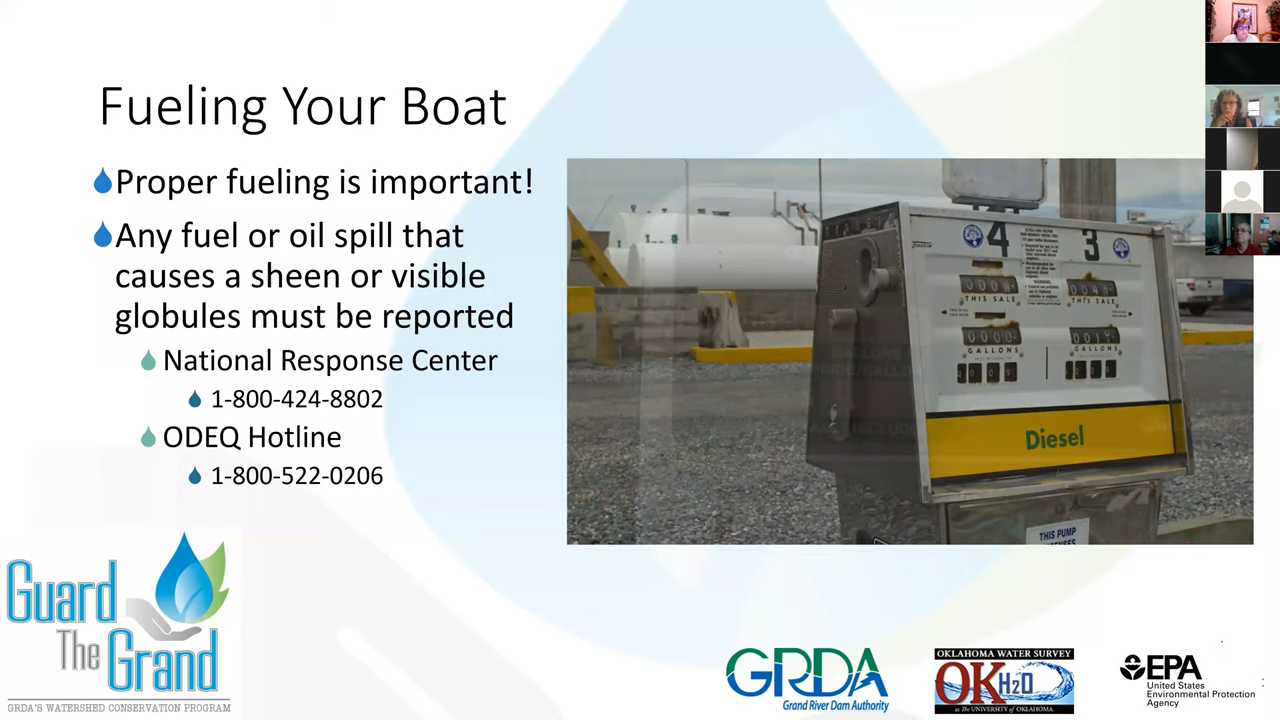 Fueling Your Boat
Proper fueling is important!
Any fuel or oil spill that
causes a sheen or visible
globules must be reported
National Response Center
1-800-424-8802
ODEQ Hotline
1-800-522-0206
4
3
THIS SALE
THIS SALE
GALLONS
GALLONS
Diesel
THIS PUMP
Guard
The
Grand
GRDA'S WATERSHED CONSERVATION PROGRAM
GRDA
Grand River Dam Authority
OKLAHOMA WATER SURVEY
OK H2O
at The UNIVERSITY of OKLAHOMA.
EPA
United States
Environmental Protection
Agency